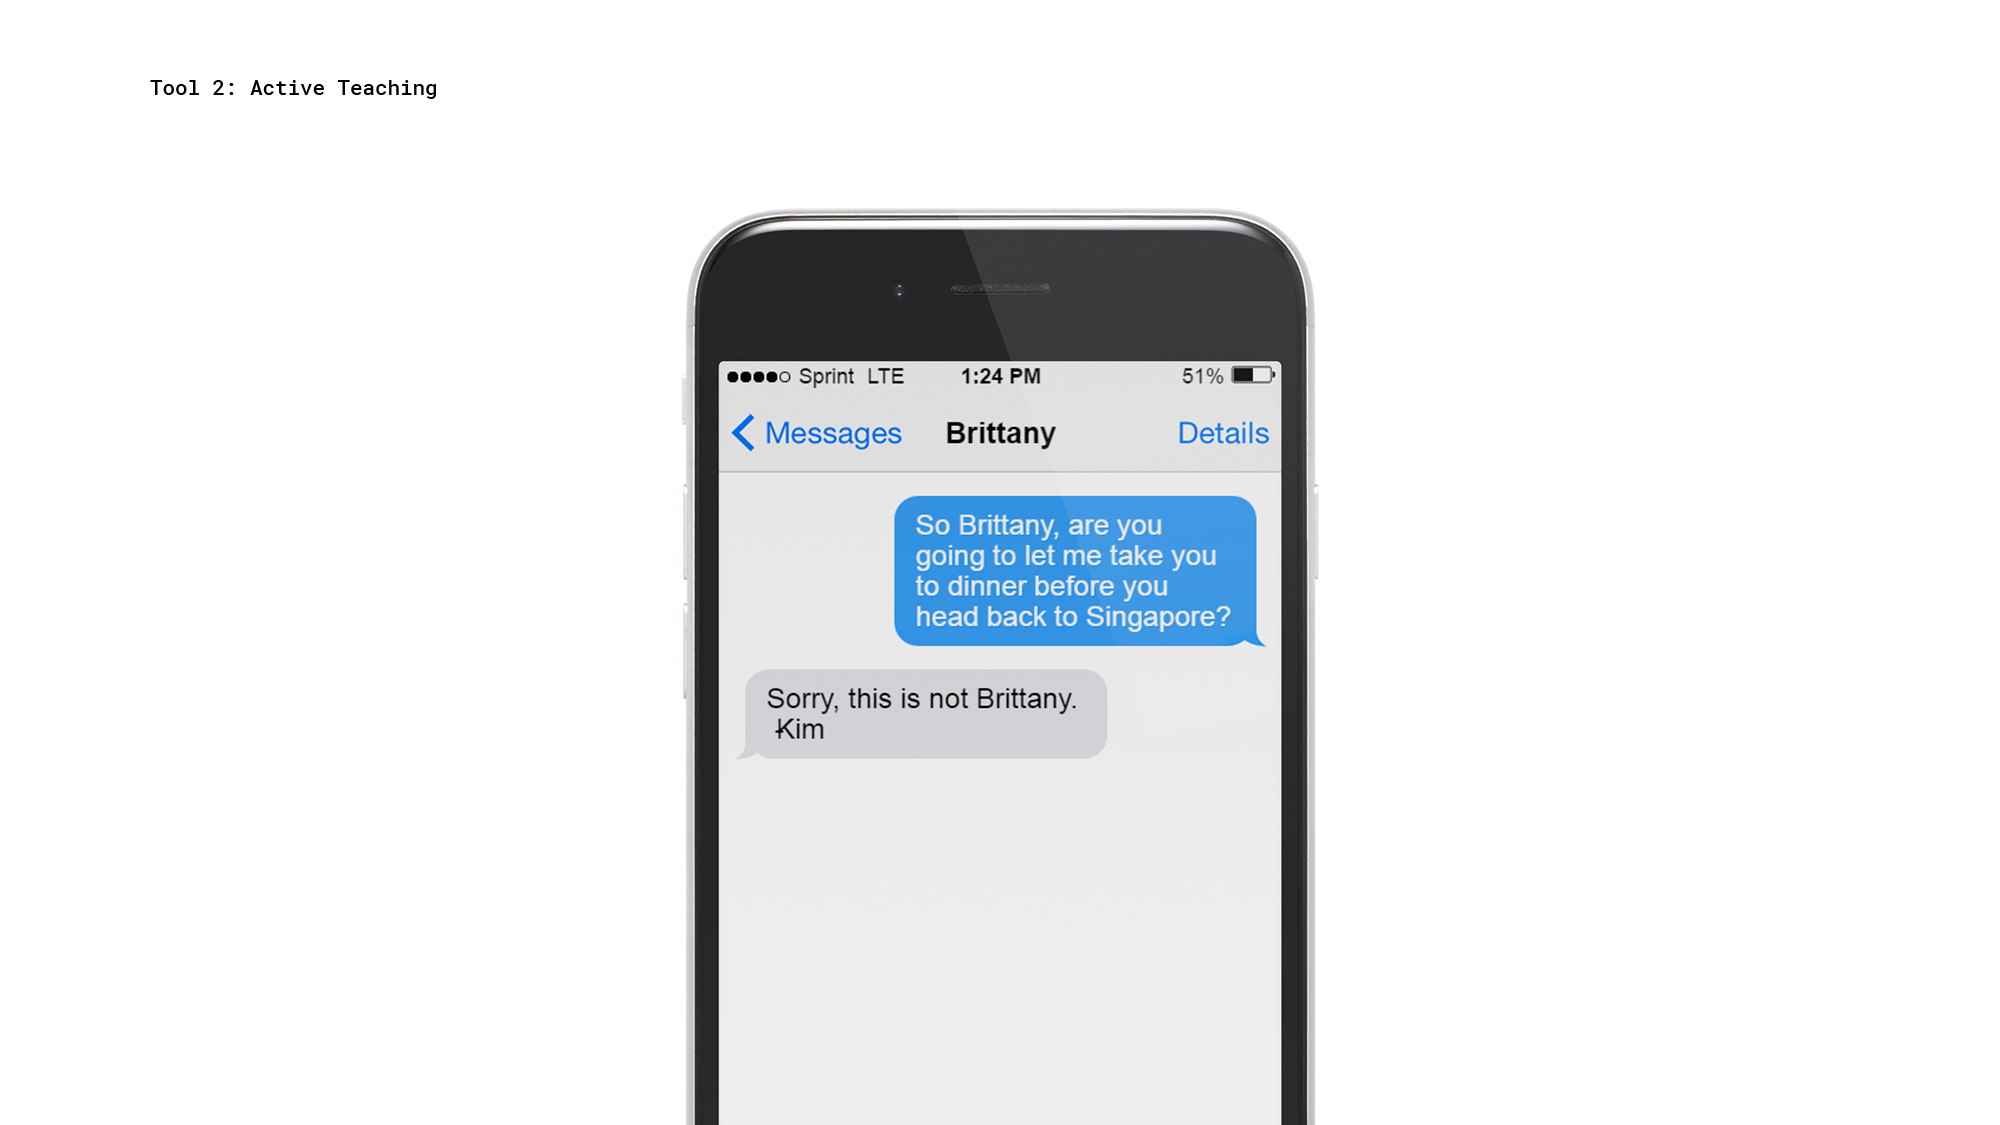 Tool 2: Active Teaching
Sprint LTE 1:24 PM 51%
Messages Brittany Details
So Brittany, are you
going to let me take you
to dinner before you
head back to Singapore?
Sorry, this is not Brittany.
-Kim